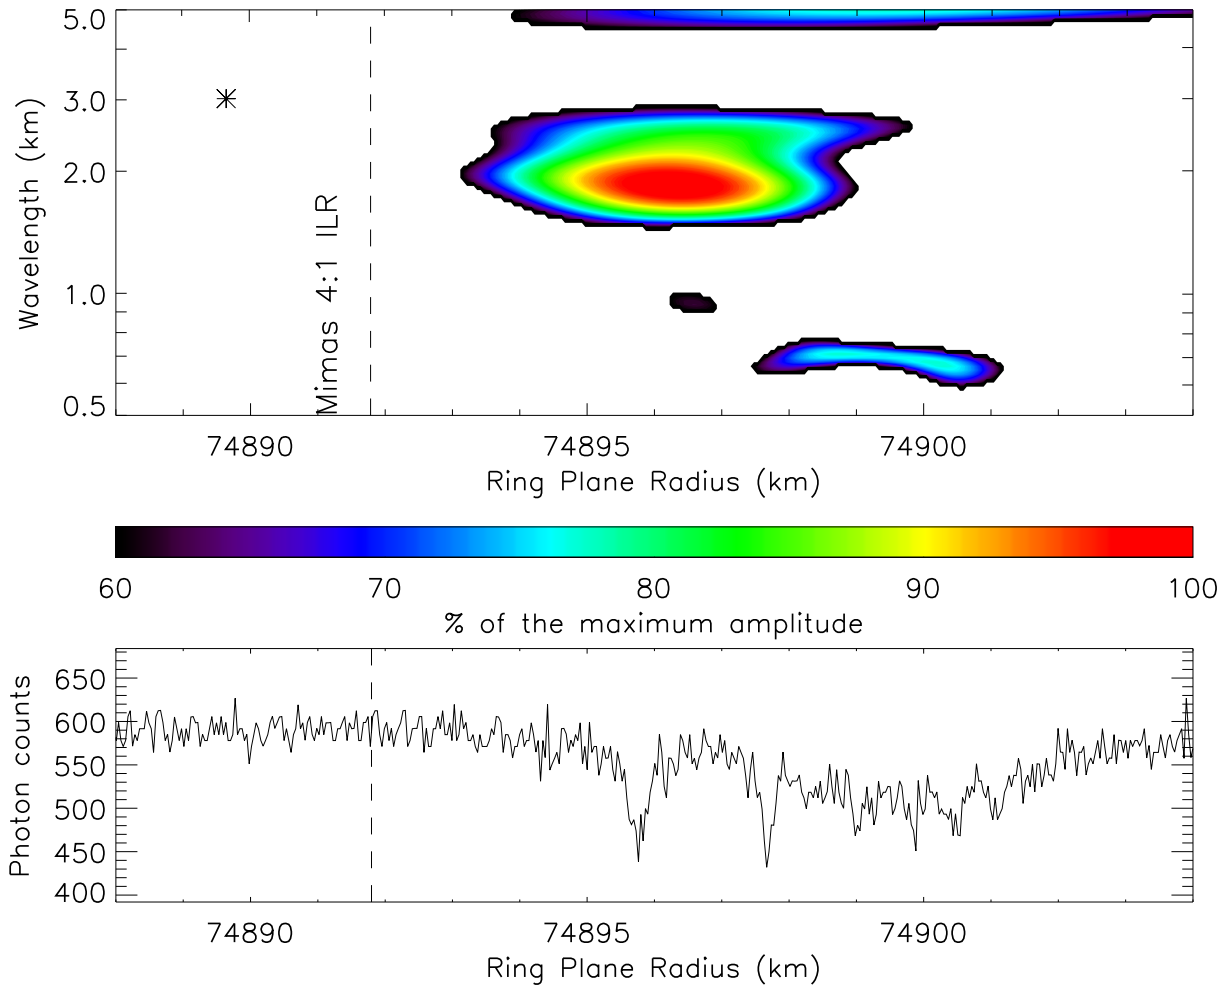 5.0
3.0
2.0
1.0
0.5
Wavelength (km)
Mimas 4:1 ILR
74890 74895 74900
Ring Plane Radius (km)
60 70 80 90 100
% of the maximum amplitude
650
600
550
500
450
400
Photon counts
74890 74895 74900
Ring Plane Radius (km)